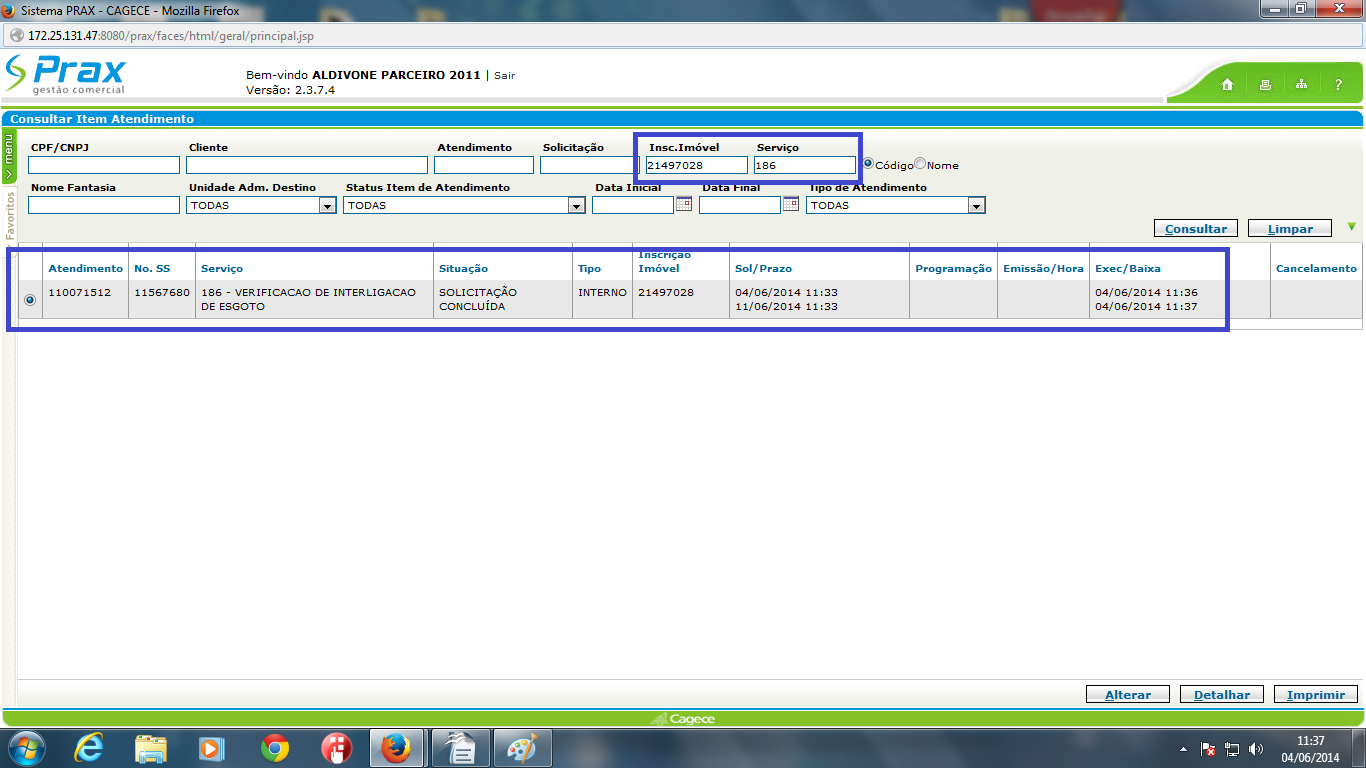 Sistema PRAX - CAGECE - Mozilla Firefox
172.25.131.47:8080/prax/faces/html/geral/principal.jsp
Prax
gestão comercial
Bem-vindo ALDIVONE PARCEIRO 2011 | Sair
Versão: 2.3.7.4
?
Consultar Item Atendimento
menu
Favoritos
CPF/CNPJ Cliente Atendimento Solicitação Insc.Imóvel Serviço
21497028 186 Código Nome
Nome Fantasia Unidade Adm. Destino Status Item de Atendimento Data Inicial Data Final Tipo de Atendimento
TODAS TODAS TODAS
Consultar Limpar
Atendimento No. SS Serviço Situação Tipo Inscrição Imóvel Sol/Prazo Programação Emissão/Hora Exec/Baixa Cancelamento
110071512 11567680 186 - VERIFICACAO DE INTERLIGACAO SOLICITAÇÃO INTERNO 21497028 04/06/2014 11:33 04/06/2014 11:36
DE ESGOTO CONCLUÍDA 11/06/2014 11:33 04/06/2014 11:37
Alterar Detalhar Imprimir
Cagece
11:37
04/06/2014